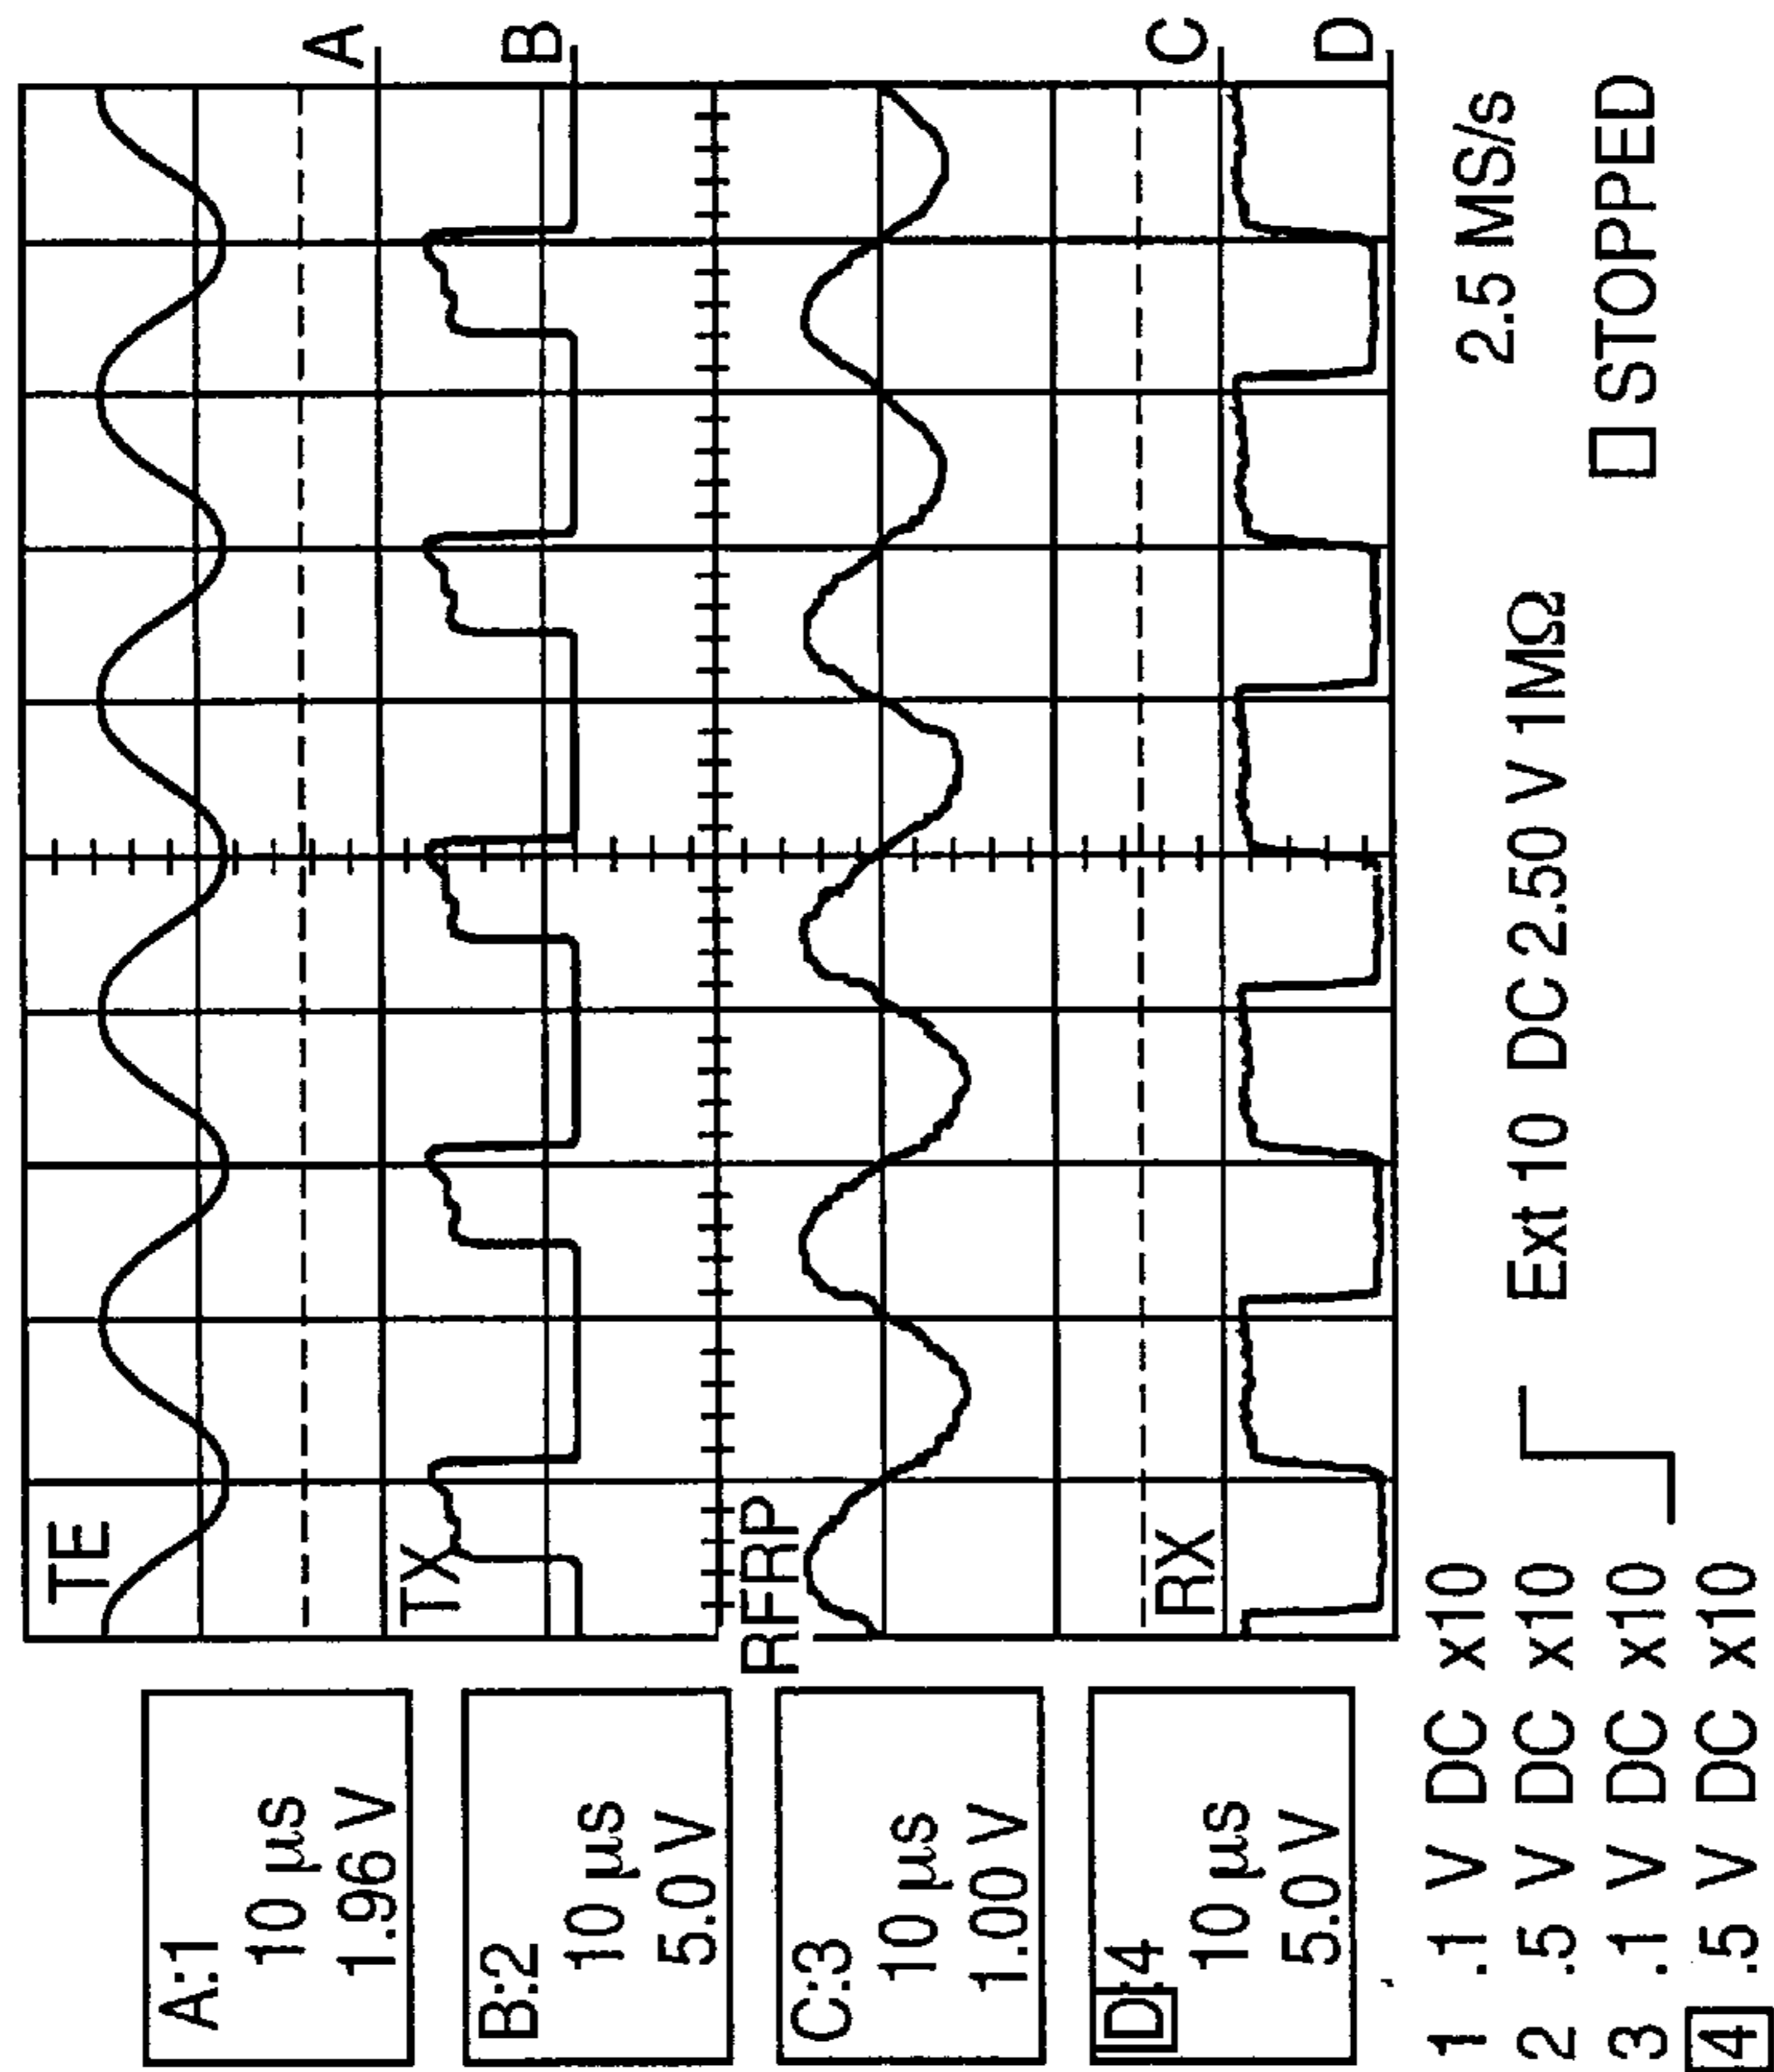 A:1
10 µs
1.96 V
B:2
10 µs
5.0 V
C:3
10 µs
1.00 V
D:4
10 µs
5.0 V
TE
TX
RFRP
RX
A
B
C
D
1 .1 V DC x10
2 .5 V DC x10
3 .1 V DC x10
4 .5 V DC x10
Ext 10 DC 2.50 V 1MΩ
2.5 MS/s
STOPPED